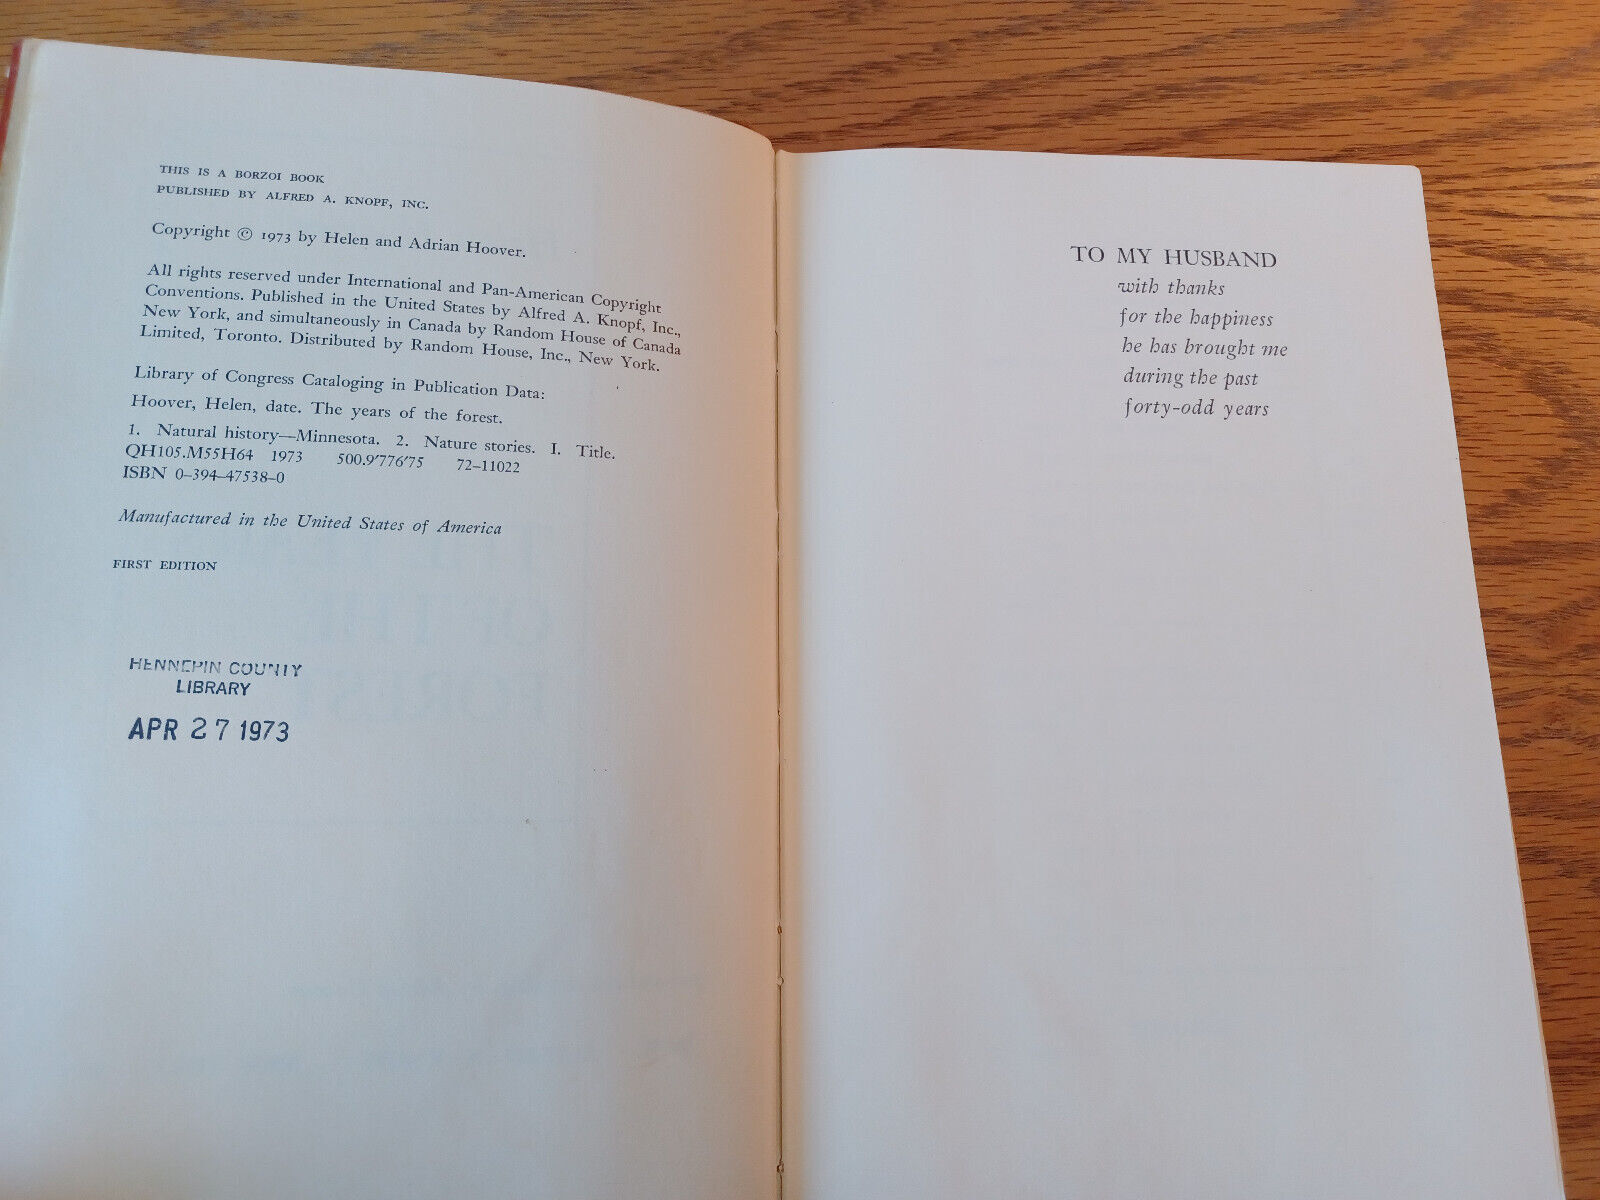 THIS IS A BORZOI BOOK
PUBLISHED BY ALFRED A. KNOPF, INC.
Copyright © 1973 by Helen and Adrian Hoover.
All rights reserved under International and Pan-American Copyright
Conventions. Published in the United States by Alfred A. Knopf, Inc.,
New York, and simultaneously in Canada by Random House of Canada
Limited, Toronto. Distributed by Random House, Inc., New York.
Library of Congress Cataloging in Publication Data:
Hoover, Helen, date. The years of the forest.
1. Natural history—Minnesota. 2. Nature stories. I. Title.
QH105.M55H64 1973 500.9'776'75 72-11022
ISBN 0-394-47538-0
Manufactured in the United States of America
FIRST EDITION
HENNEPIN COUNTY
LIBRARY
APR 27 1973
TO MY HUSBAND
with thanks
for the happiness
he has brought me
during the past
forty-odd years